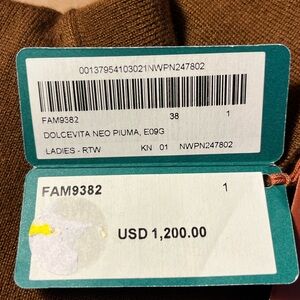 00137954103021NWPN247802
FAM9382 38 1
DOLCEVITA NEO PIUMA, E09G
LADIES - RTW KN 01 NWPN247802
FAM9382 1
USD 1,200.00